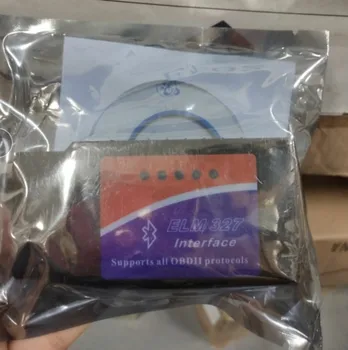 ELM 327
Interface
Supports all OBDII protocols